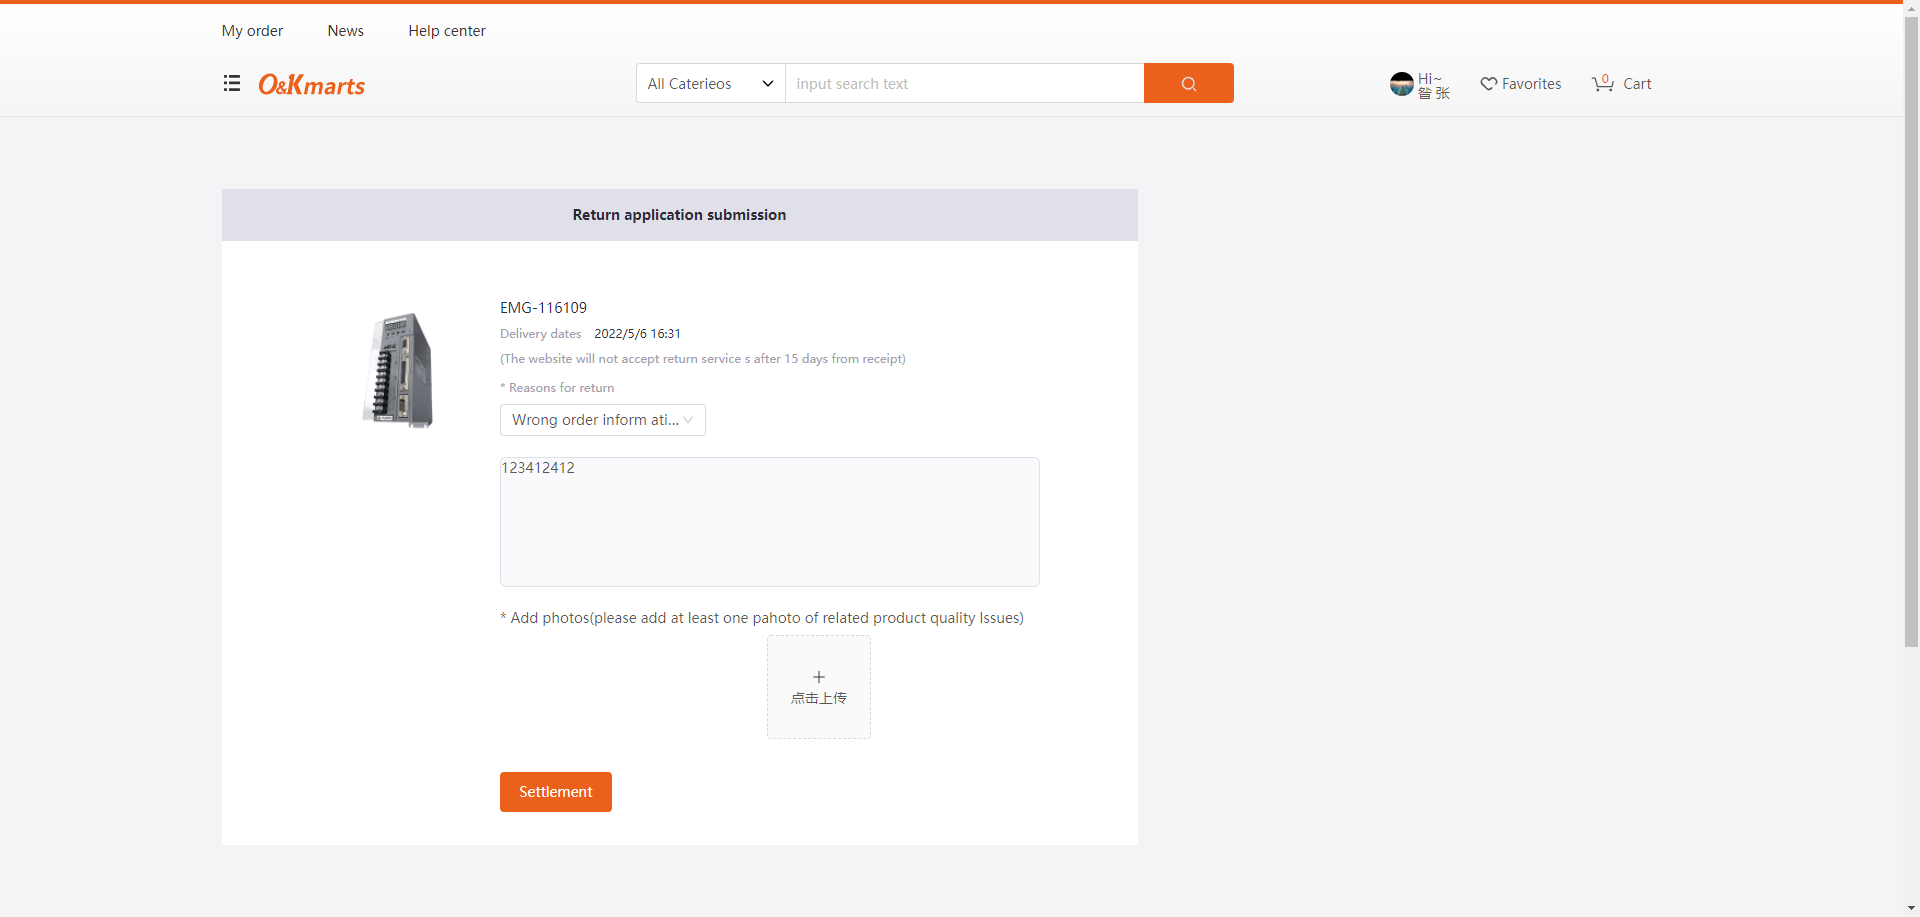 My order News Help center
O&Kmarts All Caterieos input search text Hi~ 昝 张 Favorites 0 Cart
Return application submission
EMG-116109
Delivery dates 2022/5/6 16:31
(The website will not accept return service s after 15 days from receipt)
* Reasons for return
Wrong order inform ati...
123412412
* Add photos(please add at least one pahoto of related product quality Issues)
点击上传
Settlement